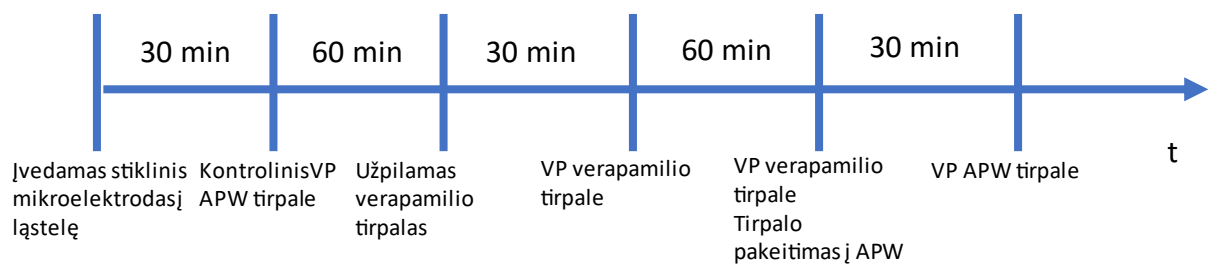 30 min
60 min
30 min
60 min
30 min
t
Įvedamas stiklinis
mikroelektrodasį
ląstelę
KontrolinisVP
APW tirpale
Užpilamas
verapamilio
tirpalas
VP verapamilio
tirpale
VP verapamilio
tirpale
Tirpalo
pakeitimas į APW
VP APW tirpale